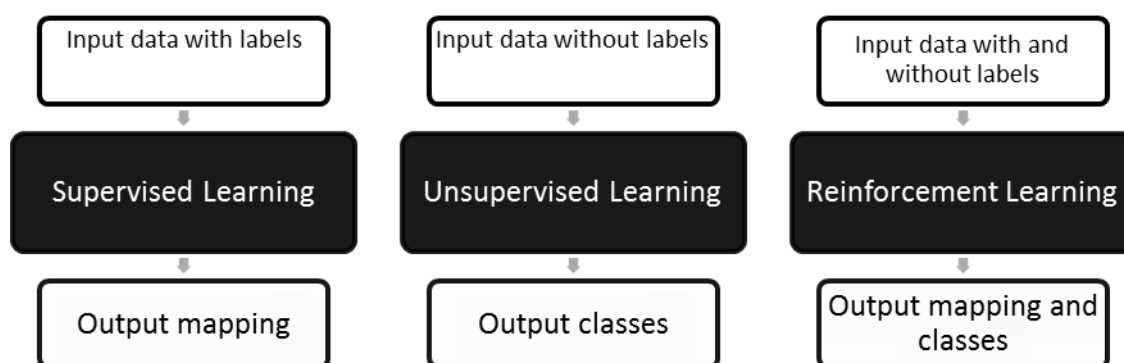 Input data with labels
Supervised Learning
Output mapping
Input data without labels
Unsupervised Learning
Output classes
Input data with and
without labels
Reinforcement Learning
Output mapping and
classes